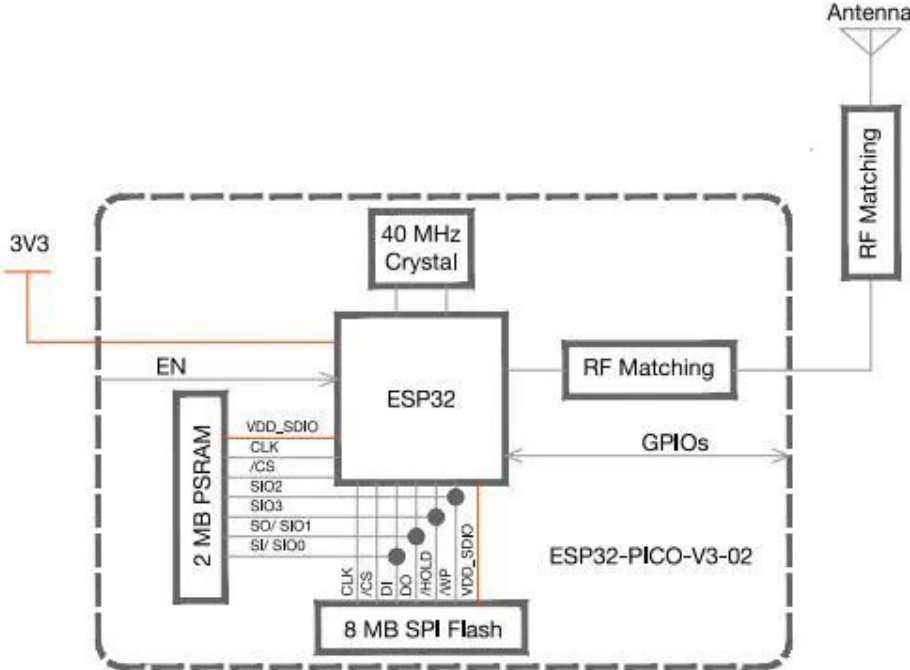 Antenna
RF Matching
3V3
40 MHz
Crystal
EN
ESP32
RF Matching
GPIOs
2 MB PSRAM
VDD_SDIO
CLK
/CS
SIO2
SIO3
SO/ SIO1
SI/ SIO0
CLK
/CS
DI
DO
/HOLD
/WP
VDD_SDIO
ESP32-PICO-V3-02
8 MB SPI Flash